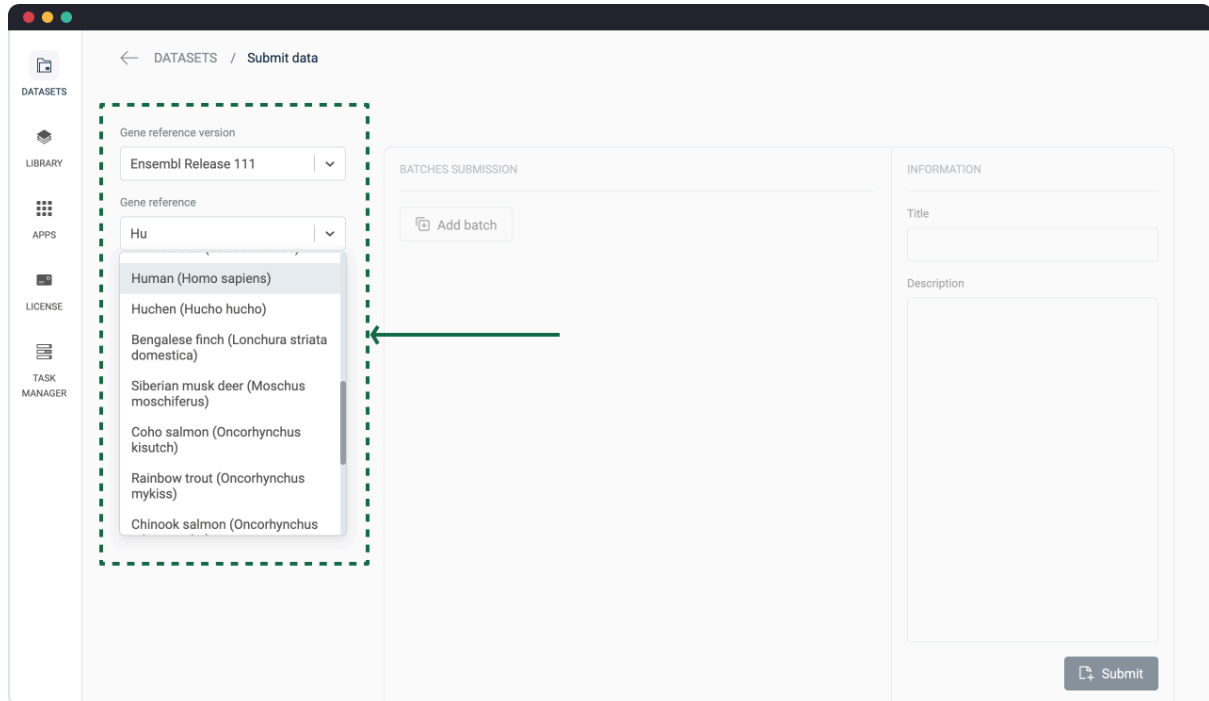 DATASETS / Submit data
DATASETS
LIBRARY
APPS
LICENSE
TASK
MANAGER
Gene reference version
Ensembl Release 111
Gene reference
Hu
Human (Homo sapiens)
Huchen (Hucho hucho)
Bengalese finch (Lonchura striata
domestica)
Siberian musk deer (Moschus
moschiferus)
Coho salmon (Oncorhynchus
kisutch)
Rainbow trout (Oncorhynchus
mykiss)
Chinook salmon (Oncorhynchus
BATCHES SUBMISSION
Add batch
INFORMATION
Title
Description
Submit